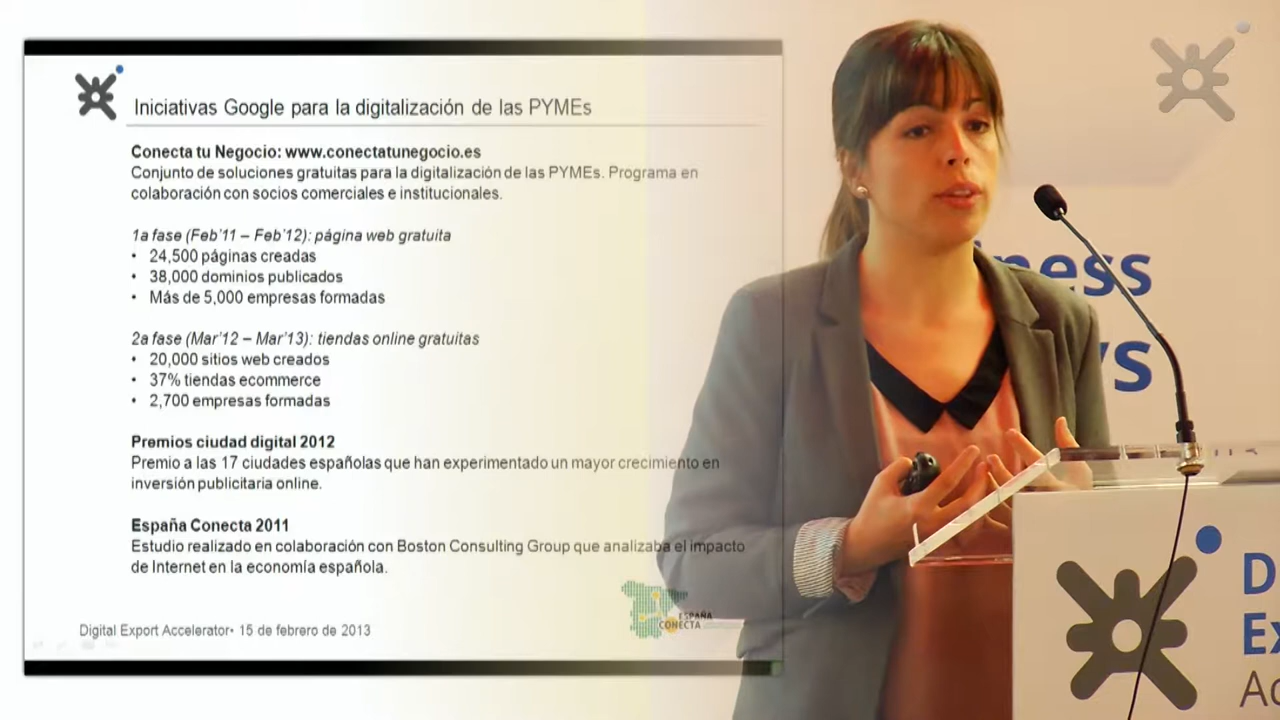 Iniciativas Google para la digitalización de las PYMEs
Conecta tu Negocio: www.conectatunegocio.es
Conjunto de soluciones gratuitas para la digitalización de las PYMEs. Programa en
colaboración con socios comerciales e institucionales.
1a fase (Feb'11 – Feb'12): página web gratuita
• 24,500 páginas creadas
• 38,000 dominios publicados
• Más de 5,000 empresas formadas
2a fase (Mar'12 – Mar'13): tiendas online gratuitas
• 20,000 sitios web creados
• 37% tiendas ecommerce
• 2,700 empresas formadas
Premios ciudad digital 2012
Premio a las 17 ciudades españolas que han experimentado un mayor crecimiento en
inversión publicitaria online.
España Conecta 2011
Estudio realizado en colaboración con Boston Consulting Group que analizaba el impacto
de Internet en la economía española.
ESPAÑA
CONECTA
Digital Export Accelerator• 15 de febrero de 2013
iness
s
D
Ex
Ac